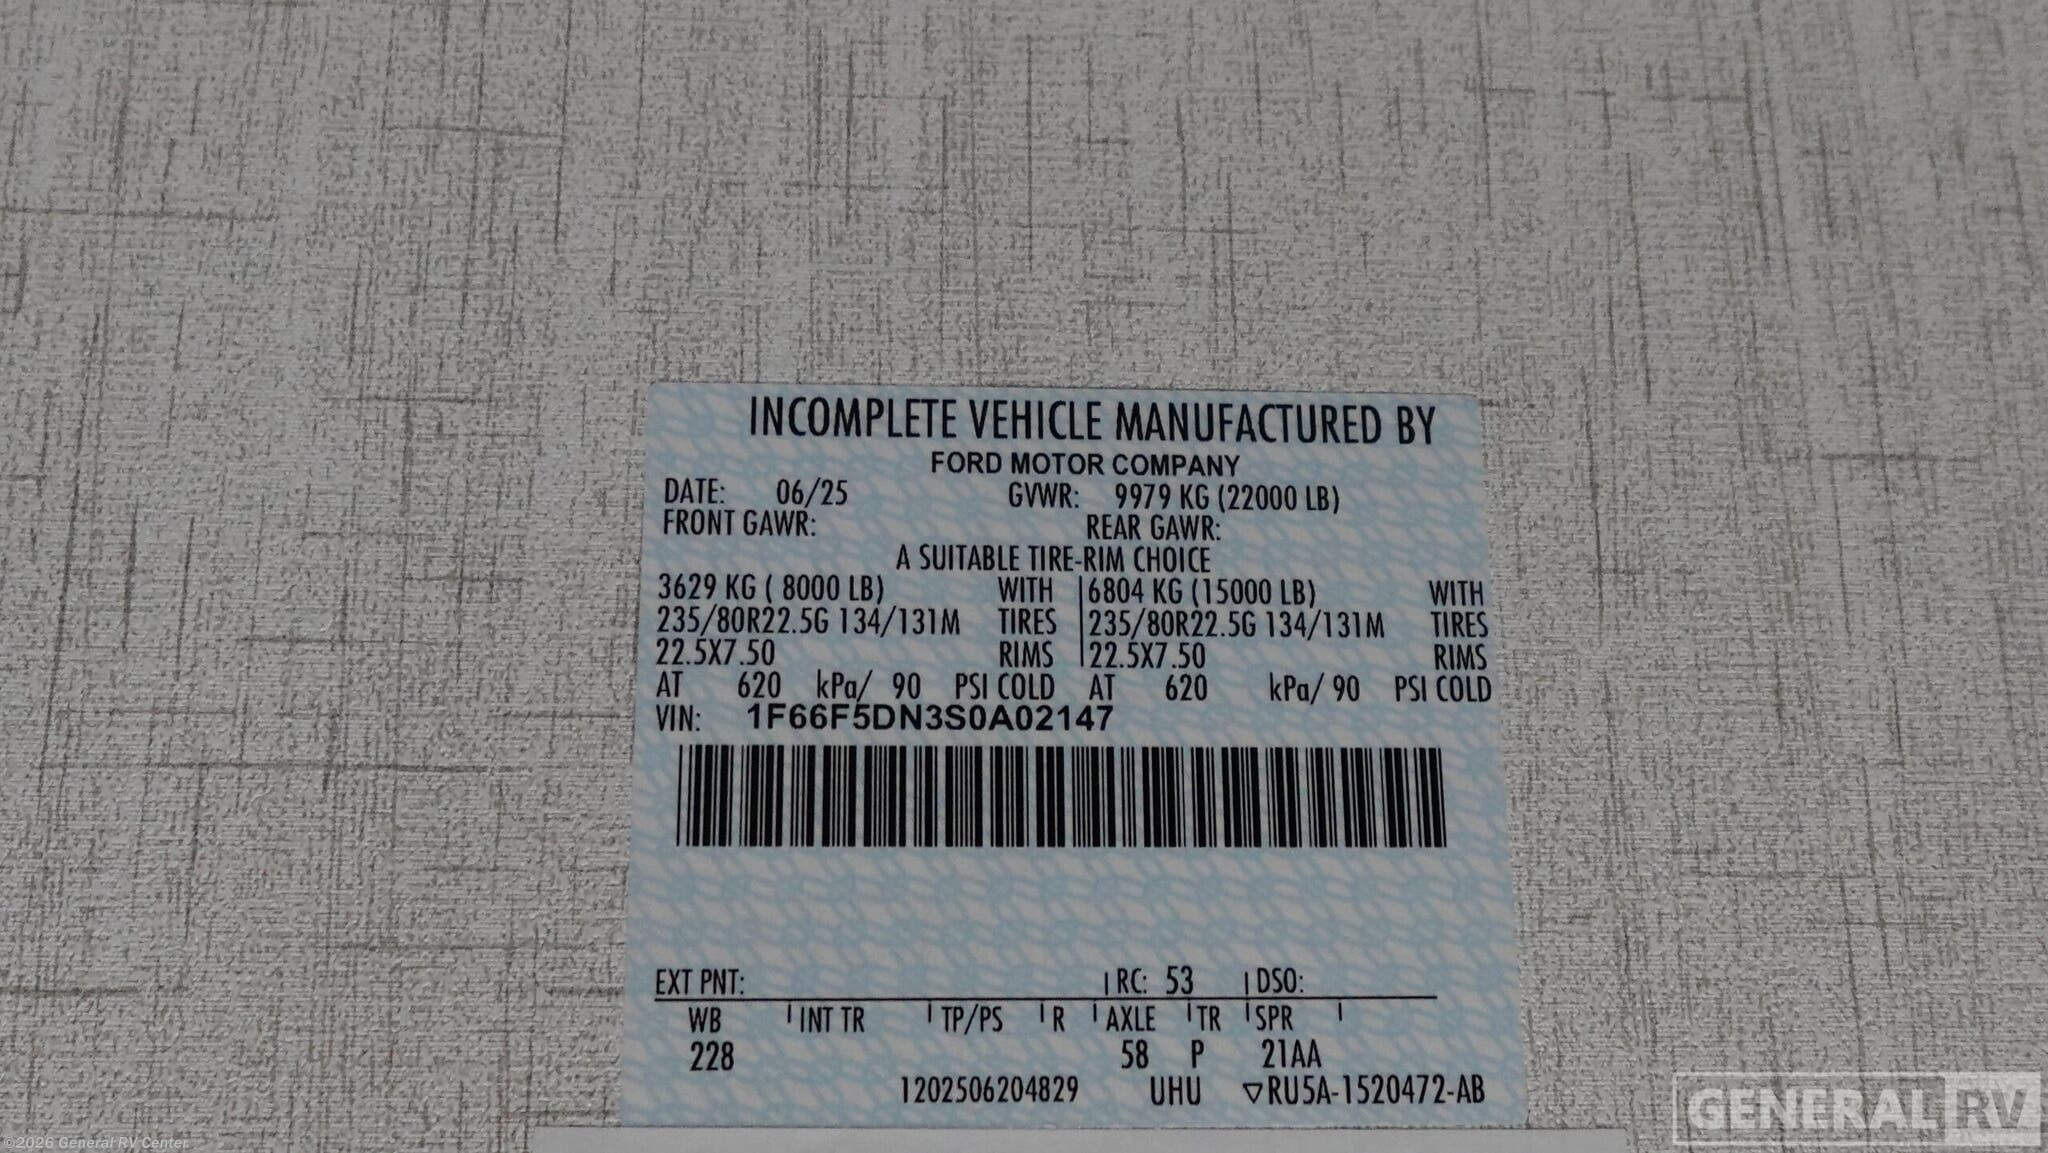 INCOMPLETE VEHICLE MANUFACTURED BY
FORD MOTOR COMPANY
DATE: 06/25 GVWR: 9979 KG (22000 LB)
FRONT GAWR: REAR GAWR:
A SUITABLE TIRE-RIM CHOICE
3629 KG ( 8000 LB) WITH 6804 KG (15000 LB) WITH
235/80R22.5G 134/131M TIRES 235/80R22.5G 134/131M TIRES
22.5X7.50 RIMS 22.5X7.50 RIMS
AT 620 kPa/ 90 PSI COLD AT 620 kPa/ 90 PSI COLD
VIN: 1F66F5DN3S0A02147
EXT PNT: RC: 53 DSO:
WB INT TR TP/PS R AXLE TR SPR
228 58 P 21AA
1202506204829 UHU ▽RU5A-1520472-AB
GENERAL RV
©2026 General RV Center